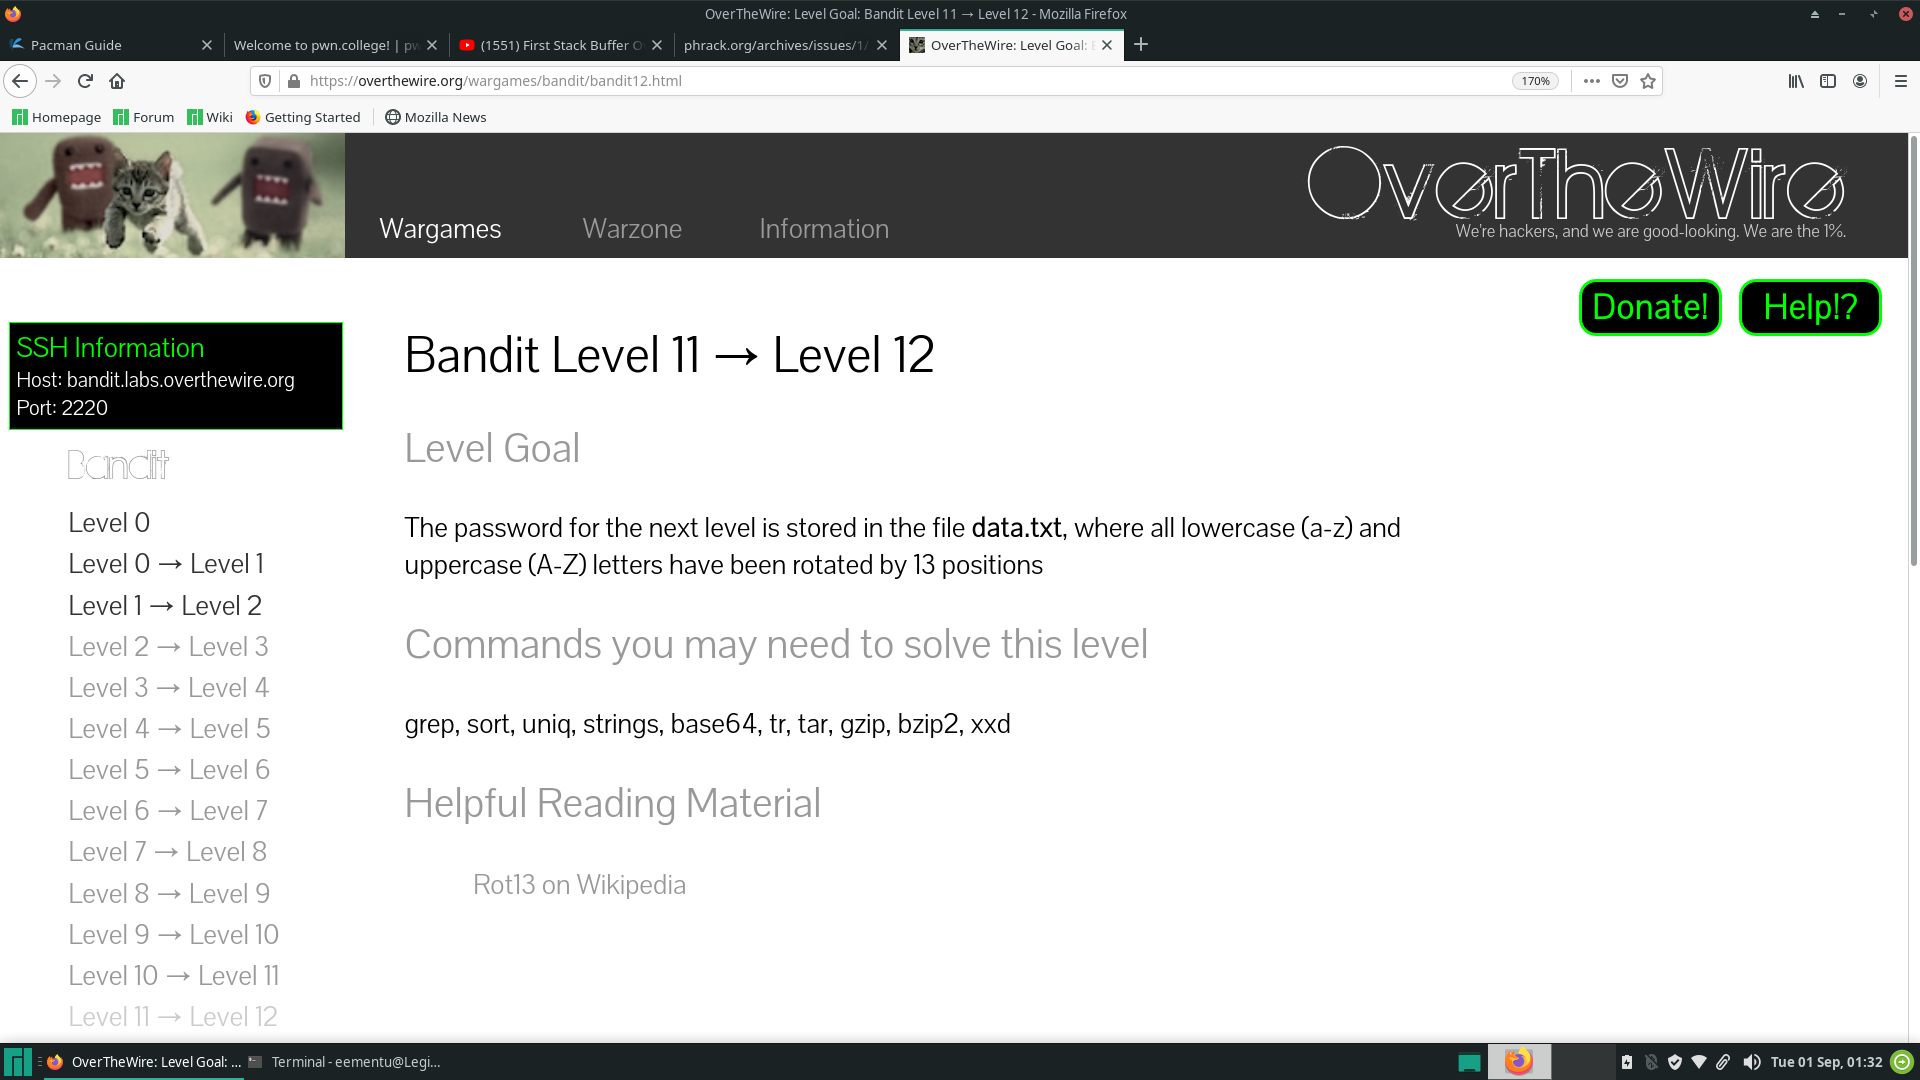 OverTheWire: Level Goal: Bandit Level 11 → Level 12 - Mozilla Firefox
Pacman Guide
Welcome to pwn.college! | pw
(1551) First Stack Buffer O
phrack.org/archives/issues/1
OverTheWire: Level Goal:
https://overthewire.org/wargames/bandit/bandit12.html
170%
Homepage
Forum
Wiki
Getting Started
Mozilla News
Wargames
Warzone
Information
OverTheWire
We're hackers, and we are good-looking. We are the 1%.
Donate!
Help!?
SSH Information
Host: bandit.labs.overthewire.org
Port: 2220
Bandit
Level 0
Level 0 → Level 1
Level 1 → Level 2
Level 2 → Level 3
Level 3 → Level 4
Level 4 → Level 5
Level 5 → Level 6
Level 6 → Level 7
Level 7 → Level 8
Level 8 → Level 9
Level 9 → Level 10
Level 10 → Level 11
Level 11 → Level 12
Bandit Level 11 → Level 12
Level Goal
The password for the next level is stored in the file data.txt, where all lowercase (a-z) and
uppercase (A-Z) letters have been rotated by 13 positions
Commands you may need to solve this level
grep, sort, uniq, strings, base64, tr, tar, gzip, bzip2, xxd
Helpful Reading Material
Rot13 on Wikipedia
OverTheWire: Level Goal: ...
Terminal - eementu@Legi...
Tue 01 Sep, 01:32